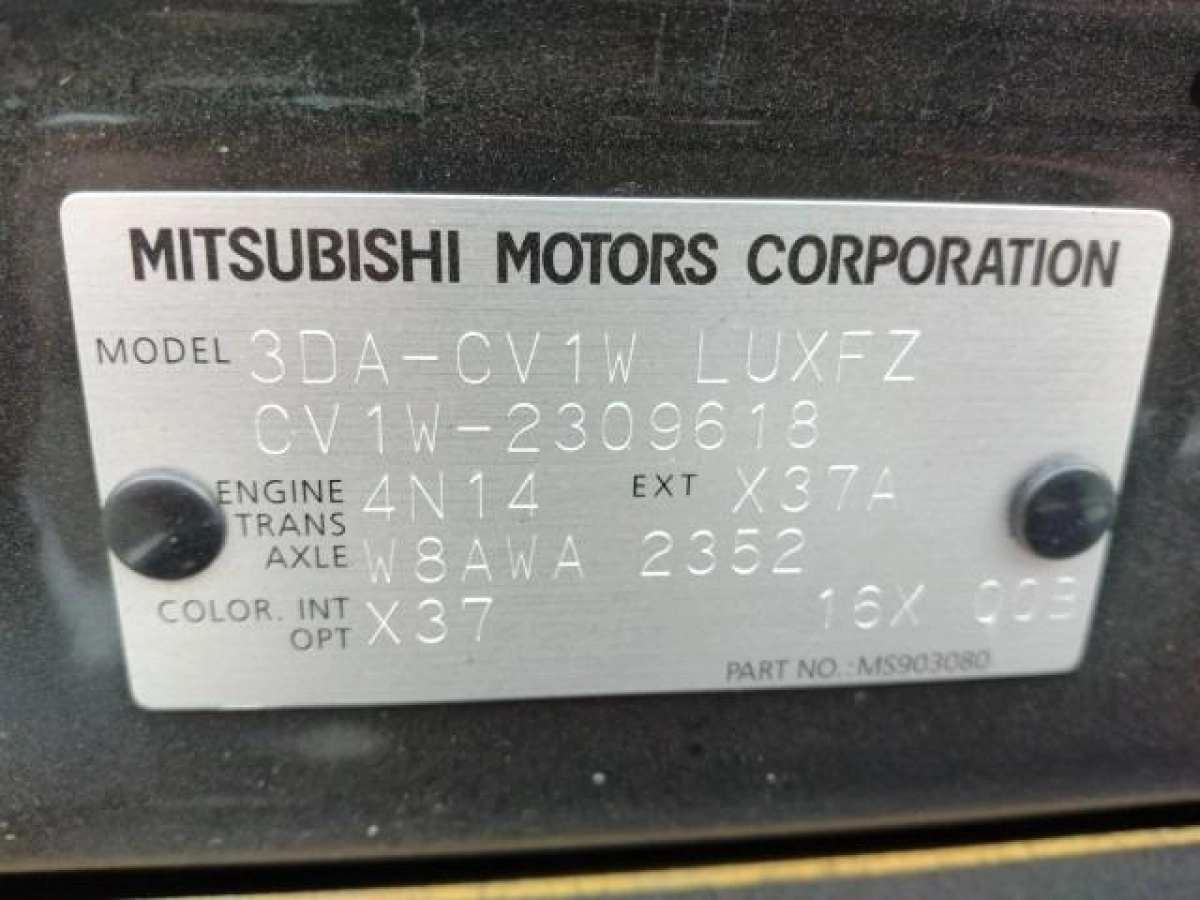 MITSUBISHI MOTORS CORPORATION
MODEL 3DA-CV1W LUXFZ
CV1W-2309618
ENGINE 4N14 EXT X37A
TRANS
AXLE W8AWA 2352
COLOR. INT X37 16X 003
OPT
PART NO.: MS903080